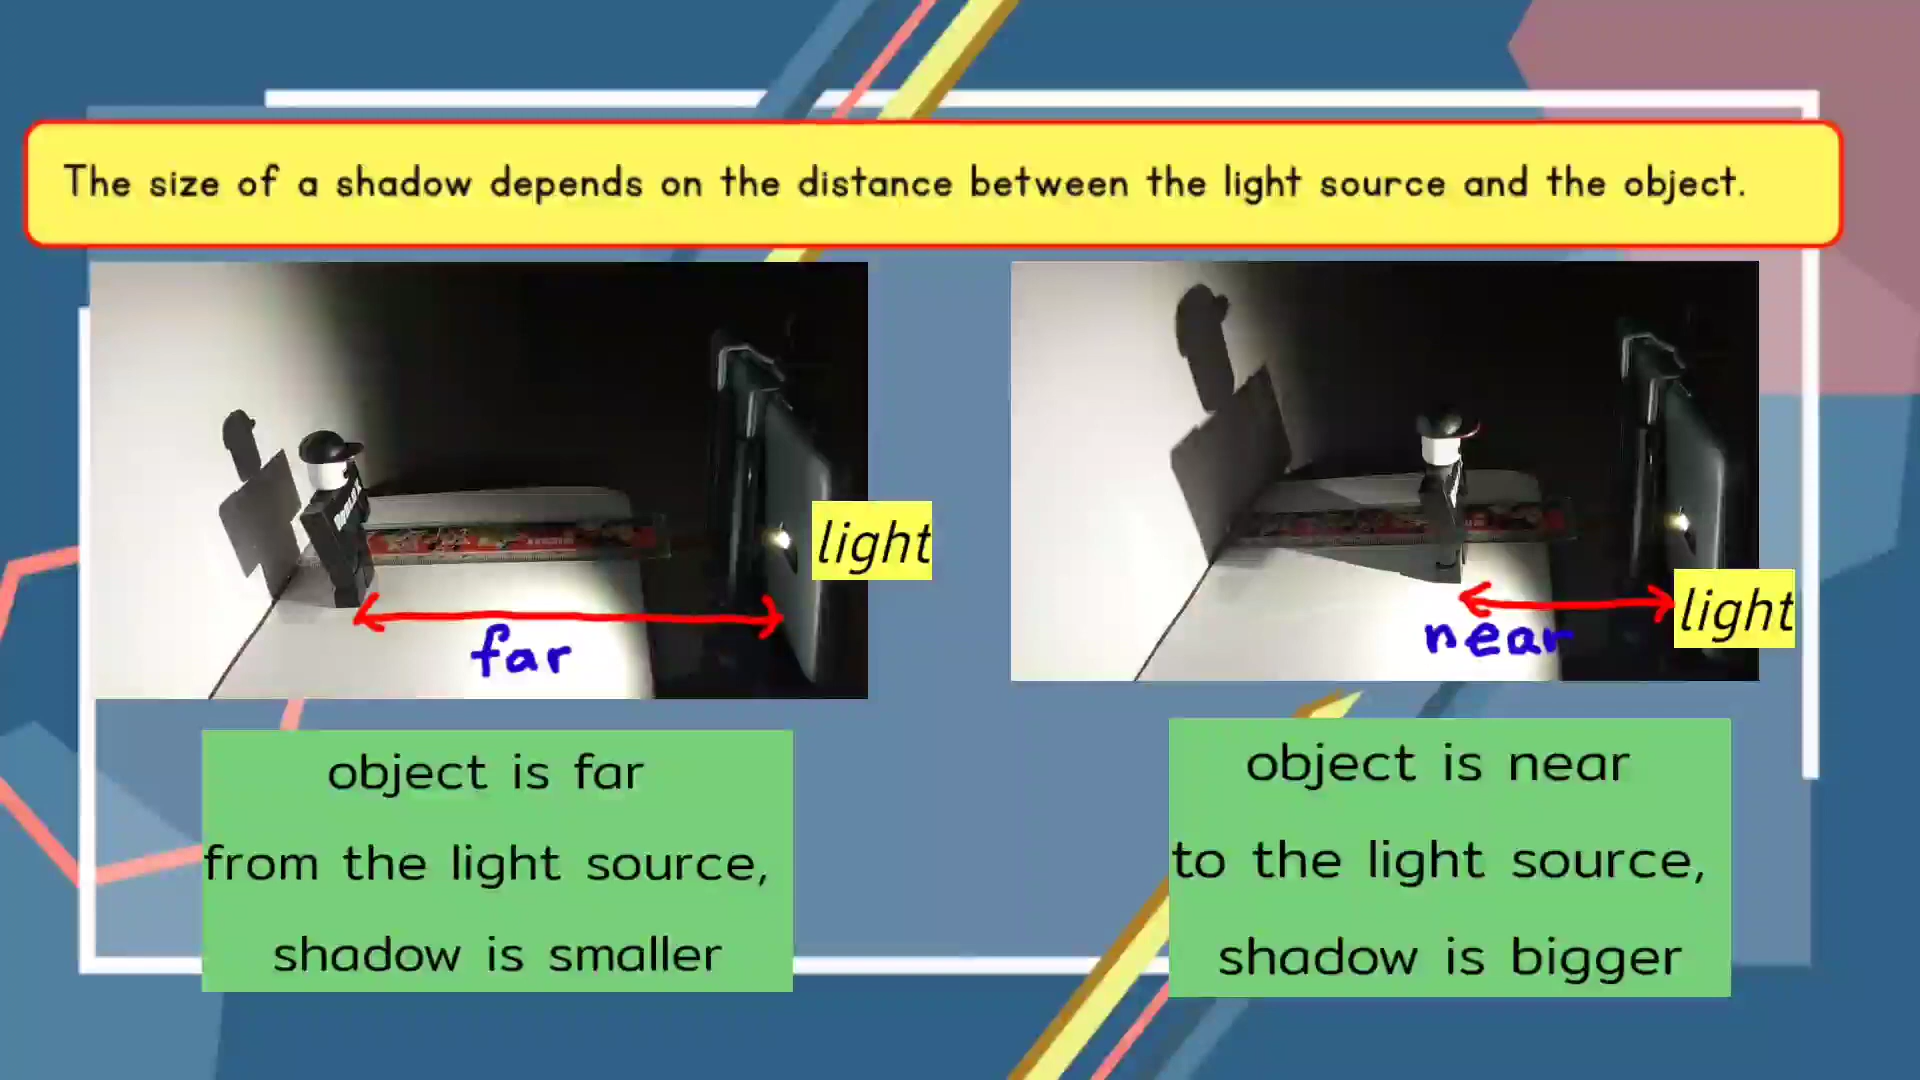 The size of a shadow depends on the distance between the light source and the object.
light
far
light
near
object is far
from the light source,
shadow is smaller
object is near
to the light source,
shadow is bigger